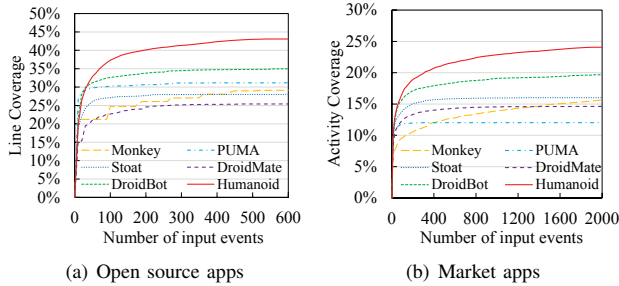 50%
45%
40%
35%
30%
25%
20%
15%
10%
5%
0%
Line Coverage
Monkey PUMA
Stoat DroidMate
DroidBot Humanoid
0 100 200 300 400 500 600
Number of input events
(a) Open source apps
30%
25%
20%
15%
10%
5%
0%
Activity Coverage
Monkey PUMA
Stoat DroidMate
DroidBot Humanoid
0 400 800 1200 1600 2000
Number of input events
(b) Market apps